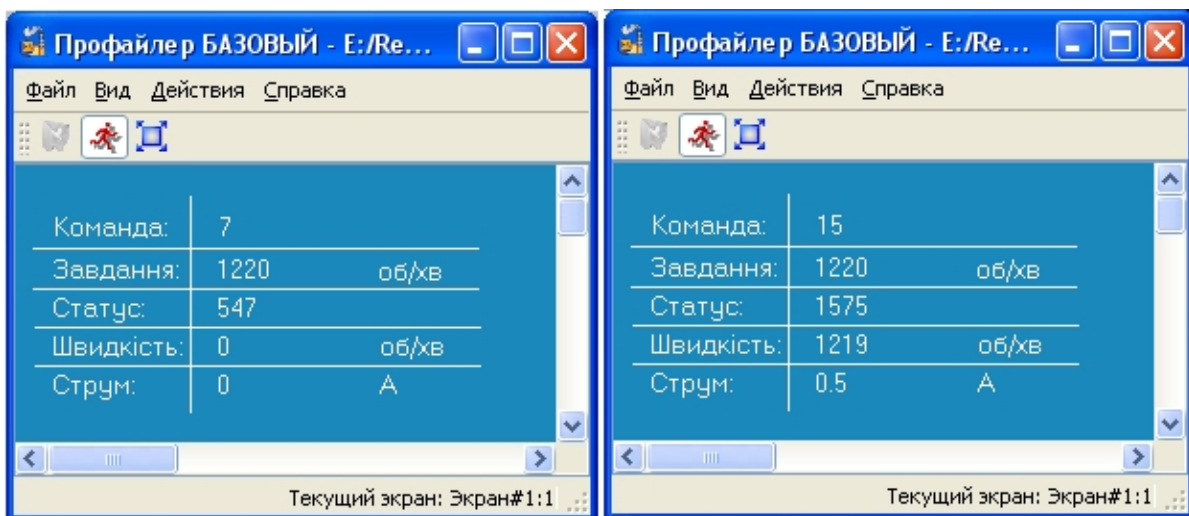 Профайлер БАЗОВЫЙ - E:/Re...
Файл Вид Действия Справка
Команда: 7
Завдання: 1220 об/хв
Статус: 547
Швидкість: 0 об/хв
Струм: 0 А
Текущий экран: Экран#1:1
Профайлер БАЗОВЫЙ - E:/Re...
Файл Вид Действия Справка
Команда: 15
Завдання: 1220 об/хв
Статус: 1575
Швидкість: 1219 об/хв
Струм: 0.5 А
Текущий экран: Экран#1:1